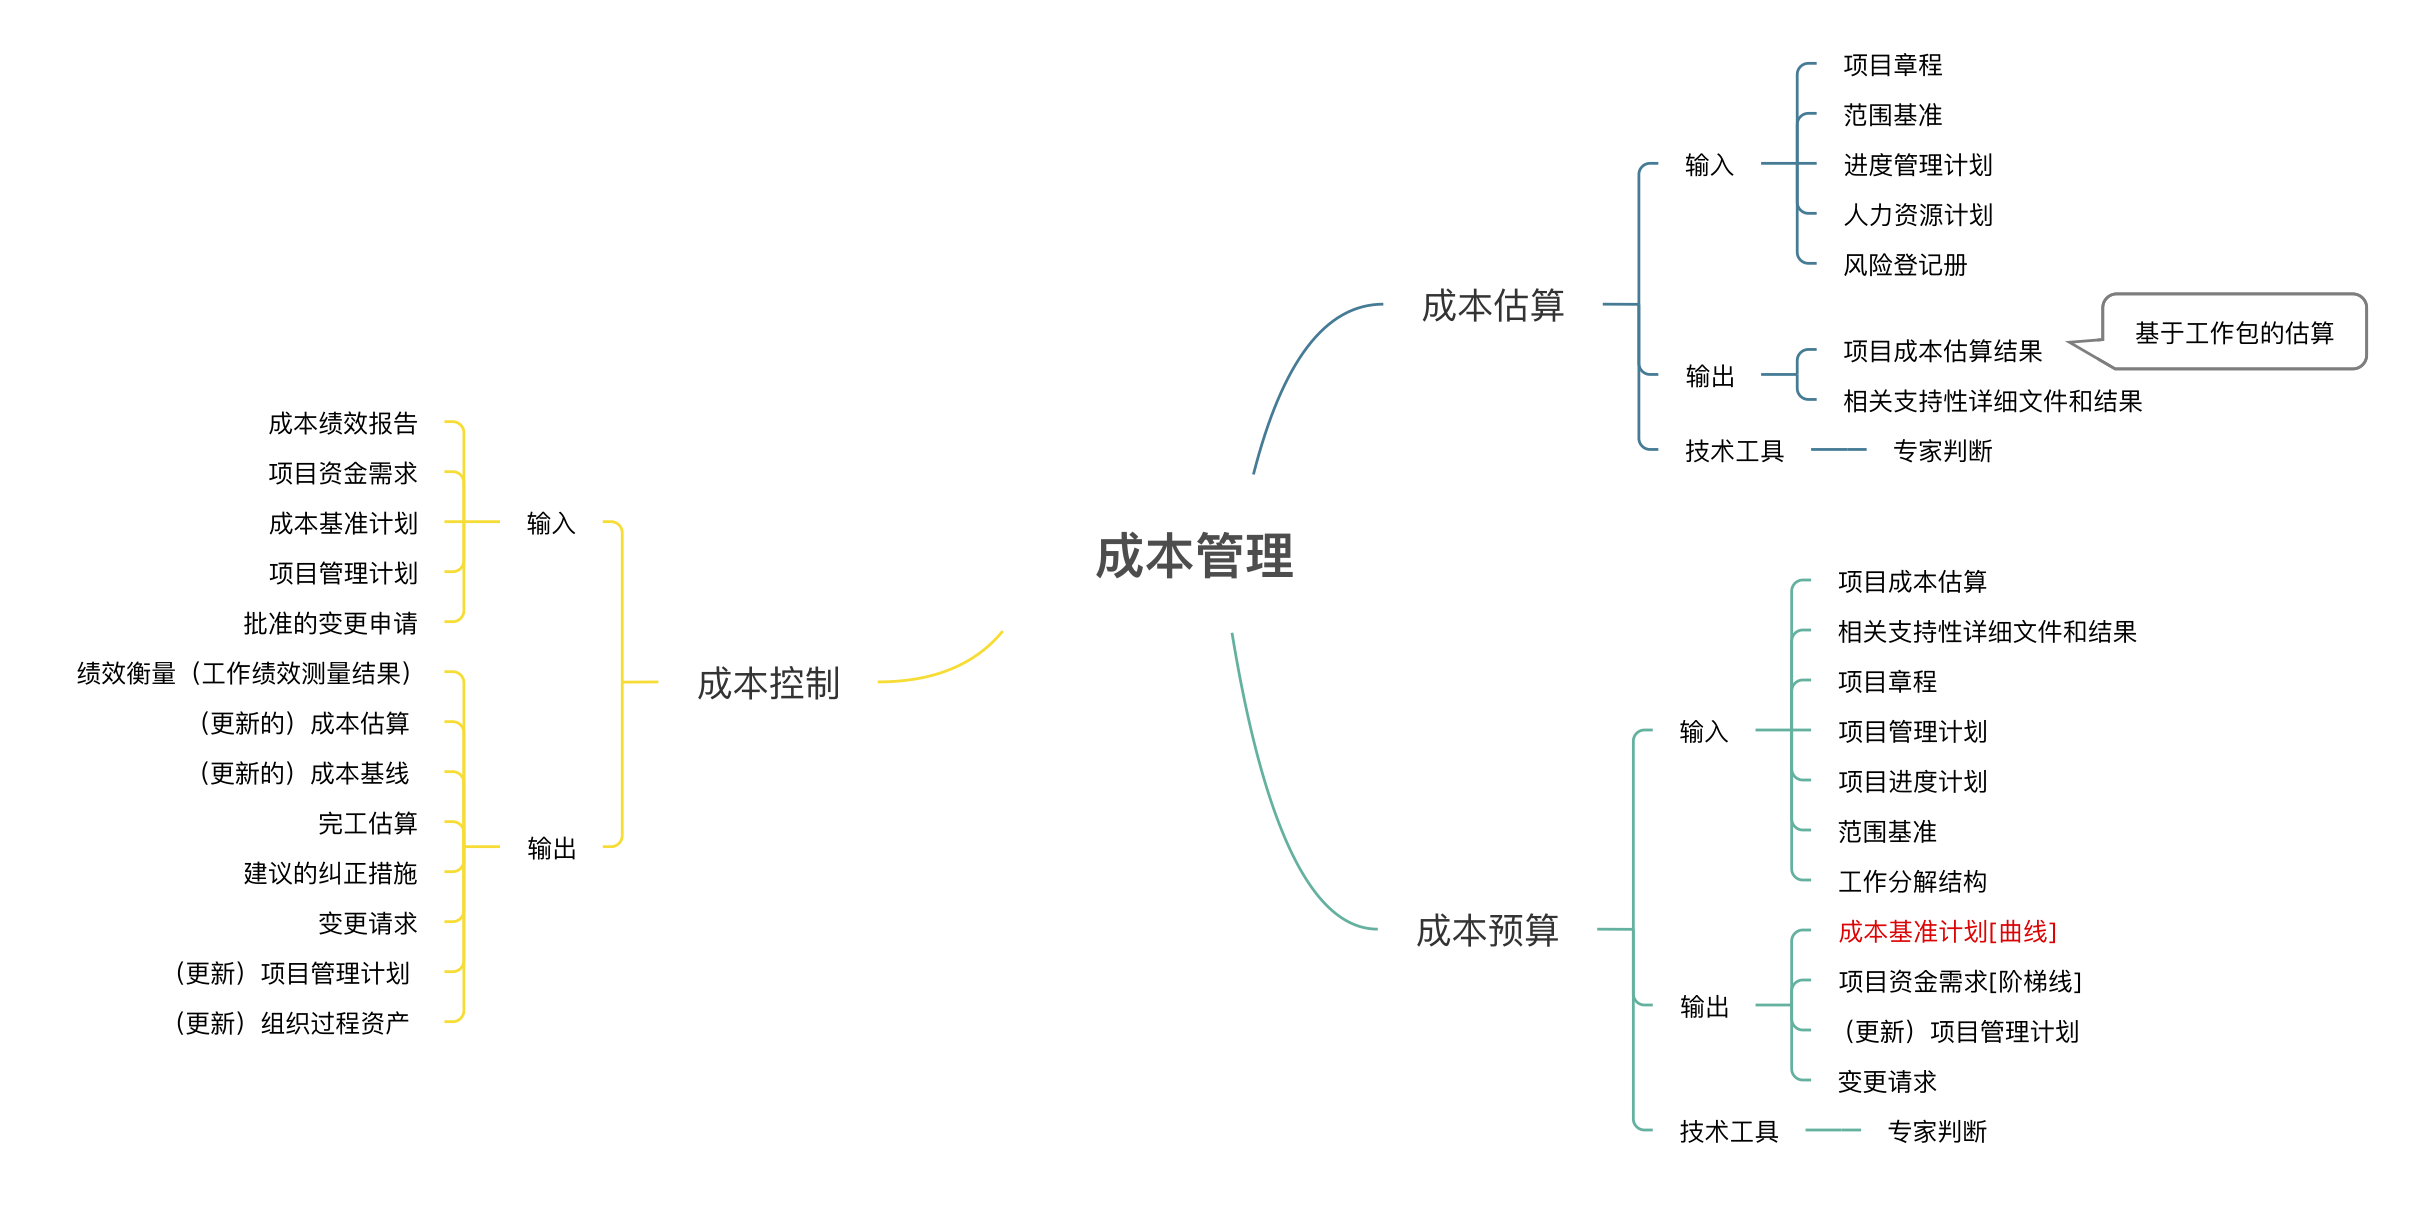 成本管理
成本估算
输入
项目章程
范围基准
进度管理计划
人力资源计划
风险登记册
输出
项目成本估算结果
基于工作包的估算
相关支持性详细文件和结果
技术工具
专家判断
成本预算
输入
项目成本估算
相关支持性详细文件和结果
项目章程
项目管理计划
项目进度计划
范围基准
工作分解结构
输出
成本基准计划[曲线]
项目资金需求[阶梯线]
（更新）项目管理计划
变更请求
技术工具
专家判断
成本控制
输入
成本绩效报告
项目资金需求
成本基准计划
项目管理计划
批准的变更申请
输出
绩效衡量（工作绩效测量结果）
（更新的）成本估算
（更新的）成本基线
完工估算
建议的纠正措施
变更请求
（更新）项目管理计划
（更新）组织过程资产